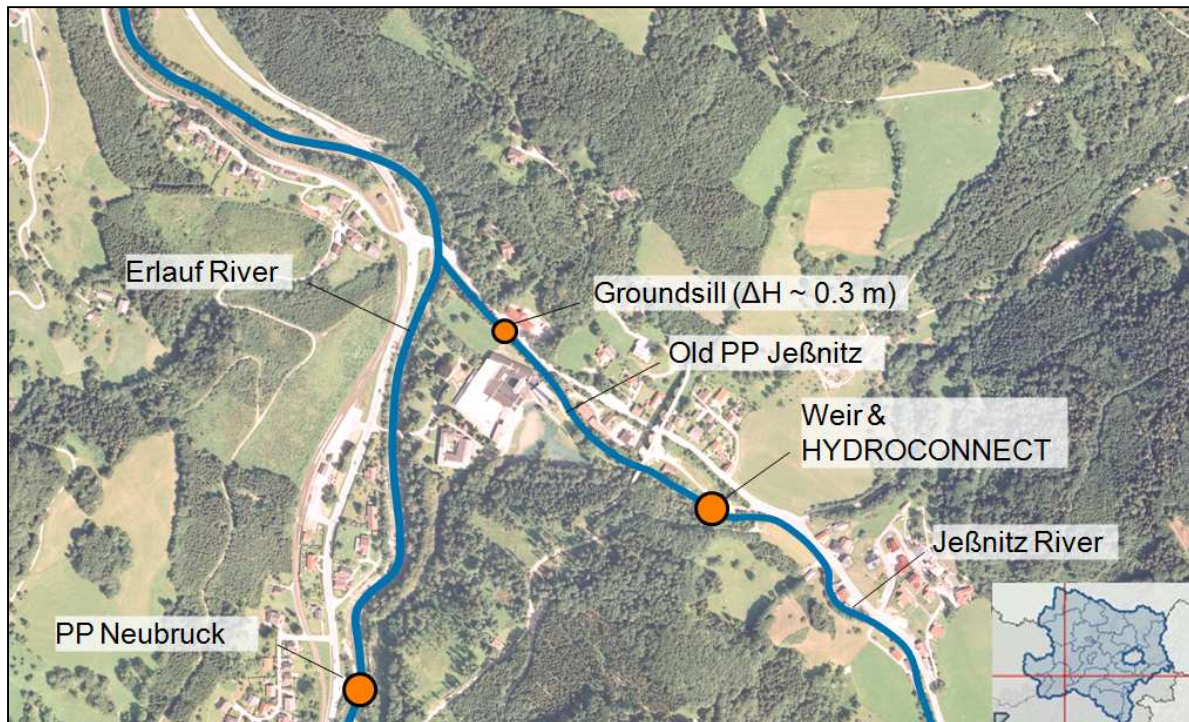 Erlauf River
Groundsill (ΔH ~ 0.3 m)
Old PP Jeßnitz
Weir &
HYDROCONNECT
Jeßnitz River
PP Neubruck